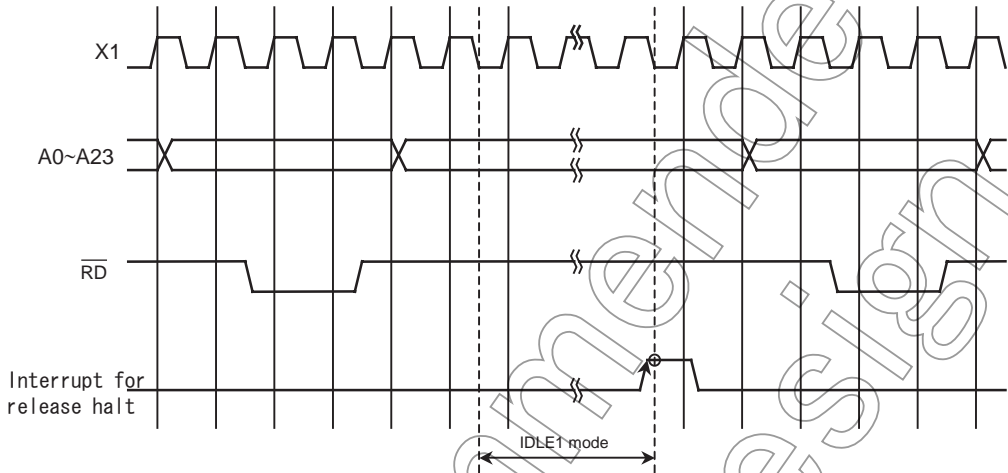 X1
A0~A23
RD
Interrupt for
release halt
IDLE1 mode